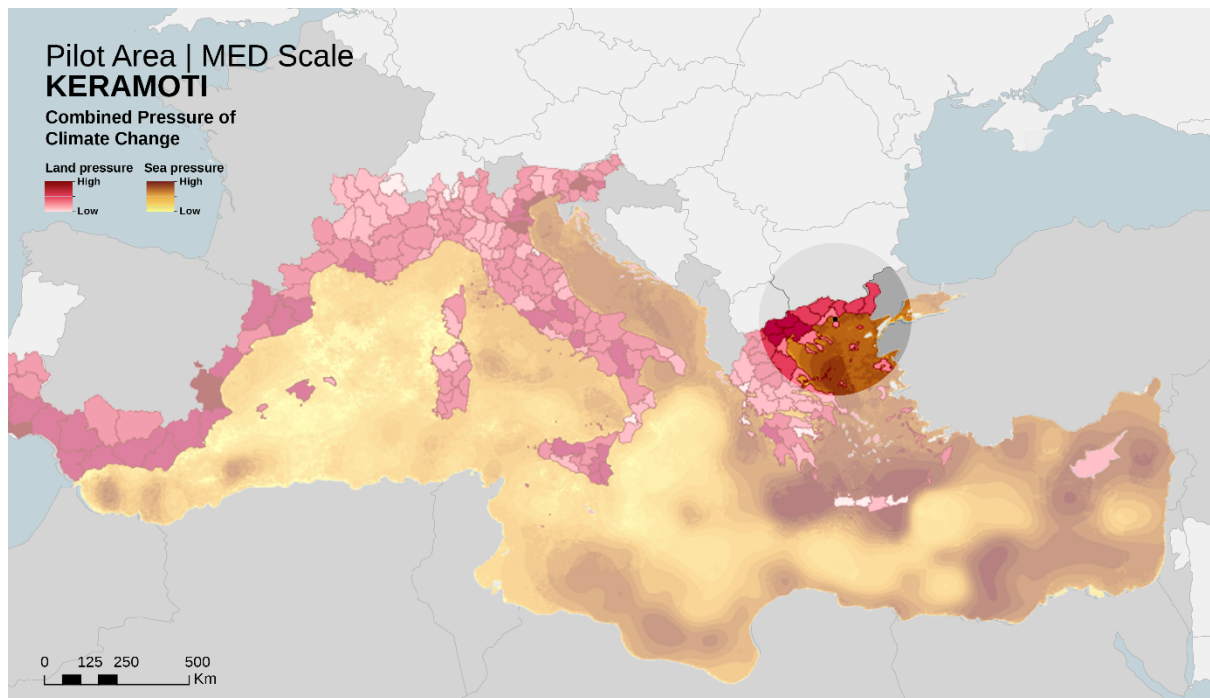 Pilot Area | MED Scale
KERAMOTI
Combined Pressure of
Climate Change
Land pressure Sea pressure
High High
Low Low
0 125 250 500
Km